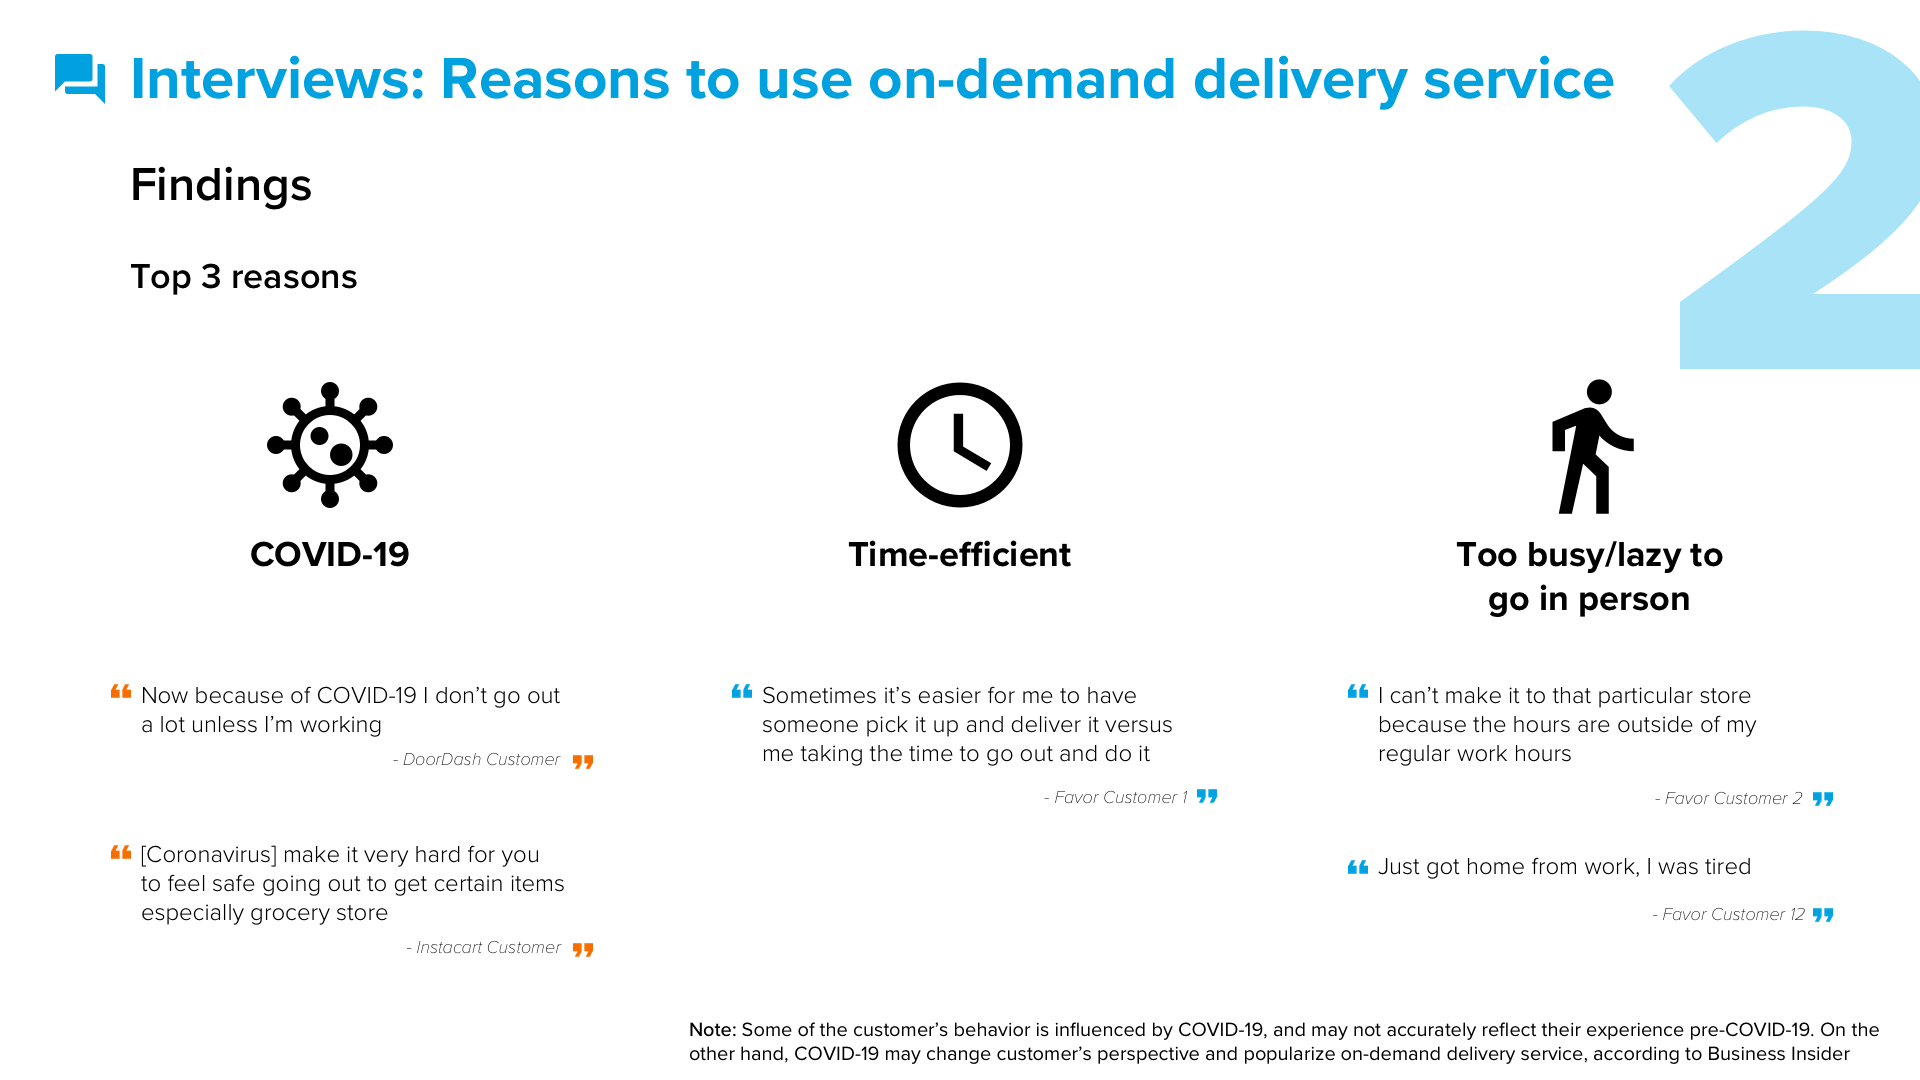 Interviews: Reasons to use on-demand delivery service
2
Findings
Top 3 reasons
COVID-19
“ Now because of COVID-19 I don’t go out
a lot unless I’m working
- DoorDash Customer ”
“ [Coronavirus] make it very hard for you
to feel safe going out to get certain items
especially grocery store
- Instacart Customer ”
Time-efficient
“ Sometimes it’s easier for me to have
someone pick it up and deliver it versus
me taking the time to go out and do it
- Favor Customer 1 ”
Too busy/lazy to
go in person
“ I can’t make it to that particular store
because the hours are outside of my
regular work hours
- Favor Customer 2 ”
“ Just got home from work, I was tired
- Favor Customer 12 ”
Note: Some of the customer’s behavior is influenced by COVID-19, and may not accurately reflect their experience pre-COVID-19. On the
other hand, COVID-19 may change customer’s perspective and popularize on-demand delivery service, according to Business Insider